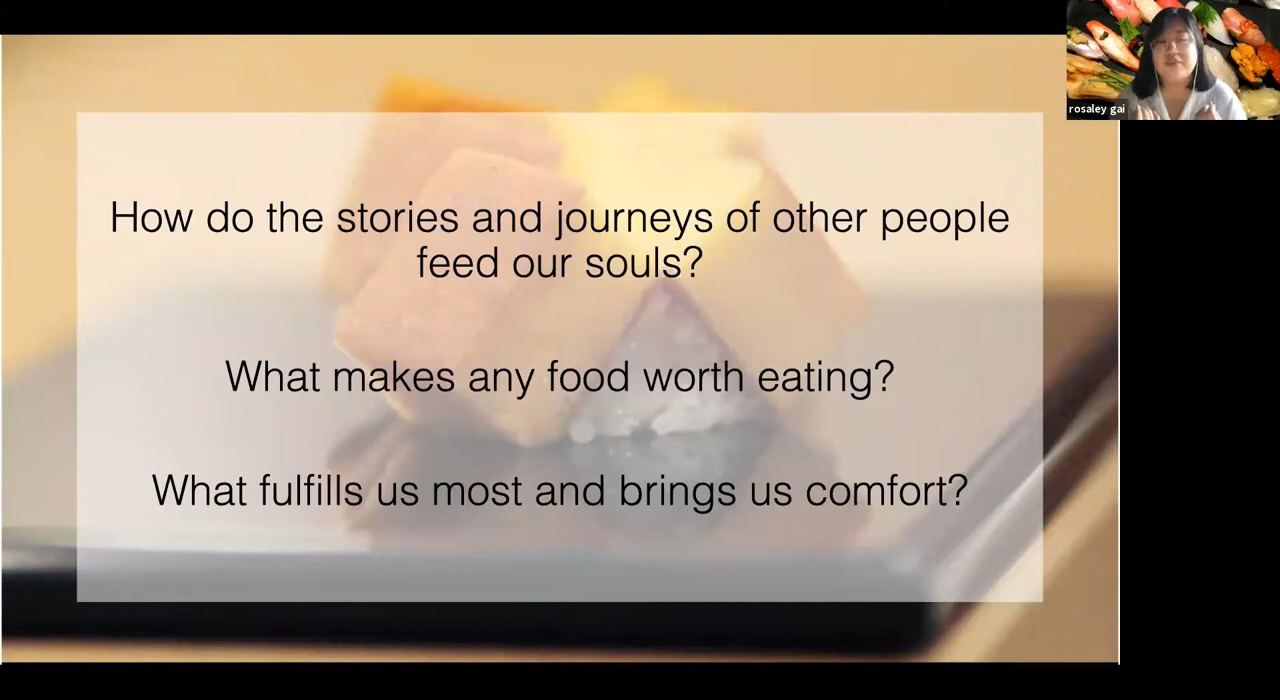 How do the stories and journeys of other people
feed our souls?
What makes any food worth eating?
What fulfills us most and brings us comfort?
rosaley gai